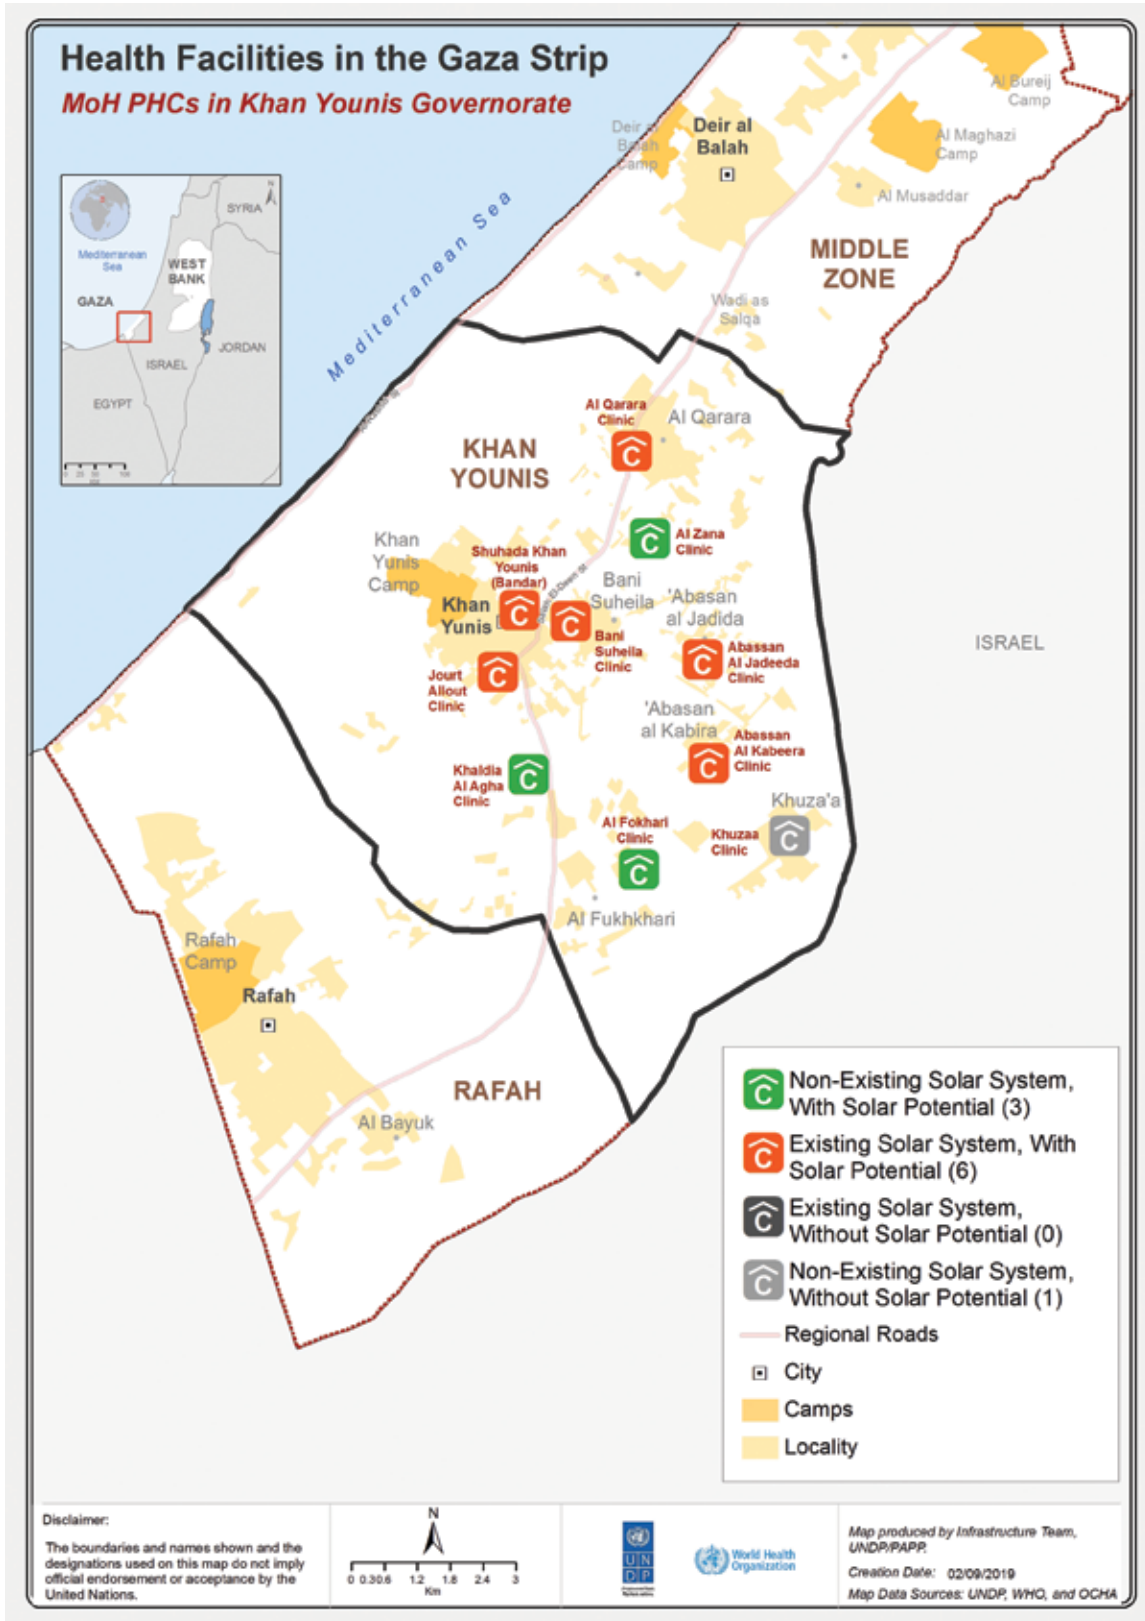 Health Facilities in the Gaza Strip
MoH PHCs in Khan Younis Governorate
N
SYRIA
Mediterranean
Sea
WEST
BANK
GAZA
JORDAN
ISRAEL
EGYPT
0 25 50 100
Mediterranean Sea
Deir al
Balah
Camp
Deir al
Balah
Al Bureij
Camp
Al Maghazi
Camp
Al Musaddar
MIDDLE
ZONE
Wadi as
Salqa
KHAN
YOUNIS
Al Qarara
Clinic
Al Qarara
C
C
Al Zana
Clinic
Khan
Yunis
Camp
Shuhada Khan
Younis
(Bandar)
Khan
Yunis
C
C
Bani
Suheila
Bani
Suheila
Clinic
'Abasan
al Jadida
C
Abassan
Al Jadeeda
Clinic
Jourt
Allout
Clinic
C
'Abasan
al Kabira
C
Abassan
Al Kabeera
Clinic
Khaldia
Al Agha
Clinic
C
Khuza'a
Khuzaa
Clinic
C
Al Fokhari
Clinic
C
Al Fukhkhari
ISRAEL
Rafah
Camp
Rafah
RAFAH
Al Bayuk
C Non-Existing Solar System,
With Solar Potential (3)
C Existing Solar System, With
Solar Potential (6)
C Existing Solar System,
Without Solar Potential (0)
C Non-Existing Solar System,
Without Solar Potential (1)
Regional Roads
City
Camps
Locality
Disclaimer:
The boundaries and names shown and the
designations used on this map do not imply
official endorsement or acceptance by the
United Nations.
N
0 0.30.6 1.2 1.8 2.4 3
Km
U N
D P
World Health
Organization
Map produced by Infrastructure Team,
UNDP/PAPP.
Creation Date: 02/09/2019
Map Data Sources: UNDP, WHO, and OCHA